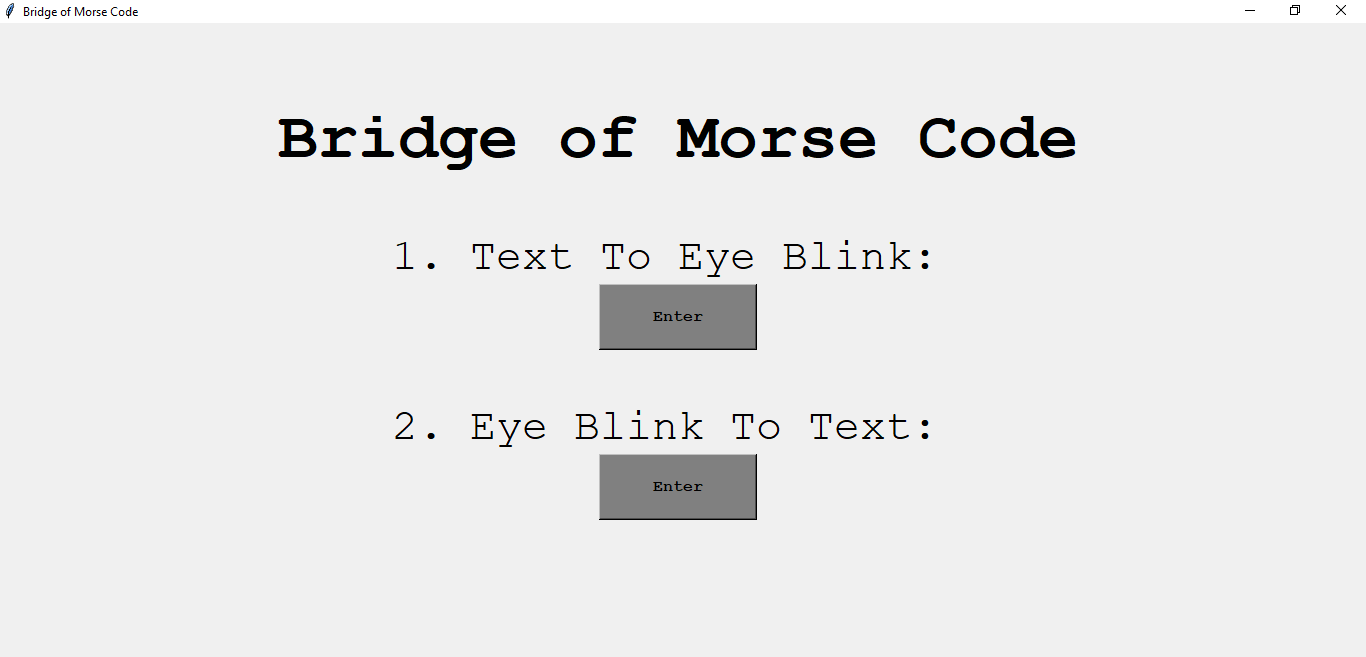 Bridge of Morse Code
Bridge of Morse Code
1. Text To Eye Blink:
Enter
2. Eye Blink To Text:
Enter